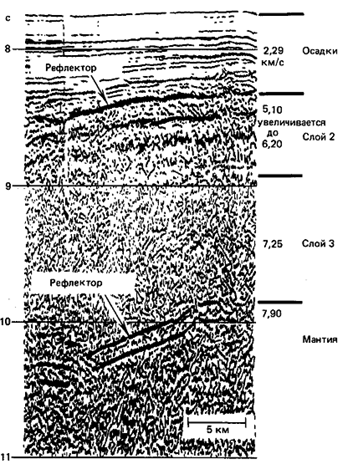 с
8
2,29
км/с
Осадки
Рефлектор
5,10
увеличивается
до
6,20
Слой 2
9
7,25
Слой 3
Рефлектор
7,90
10
Мантия
5 км
11